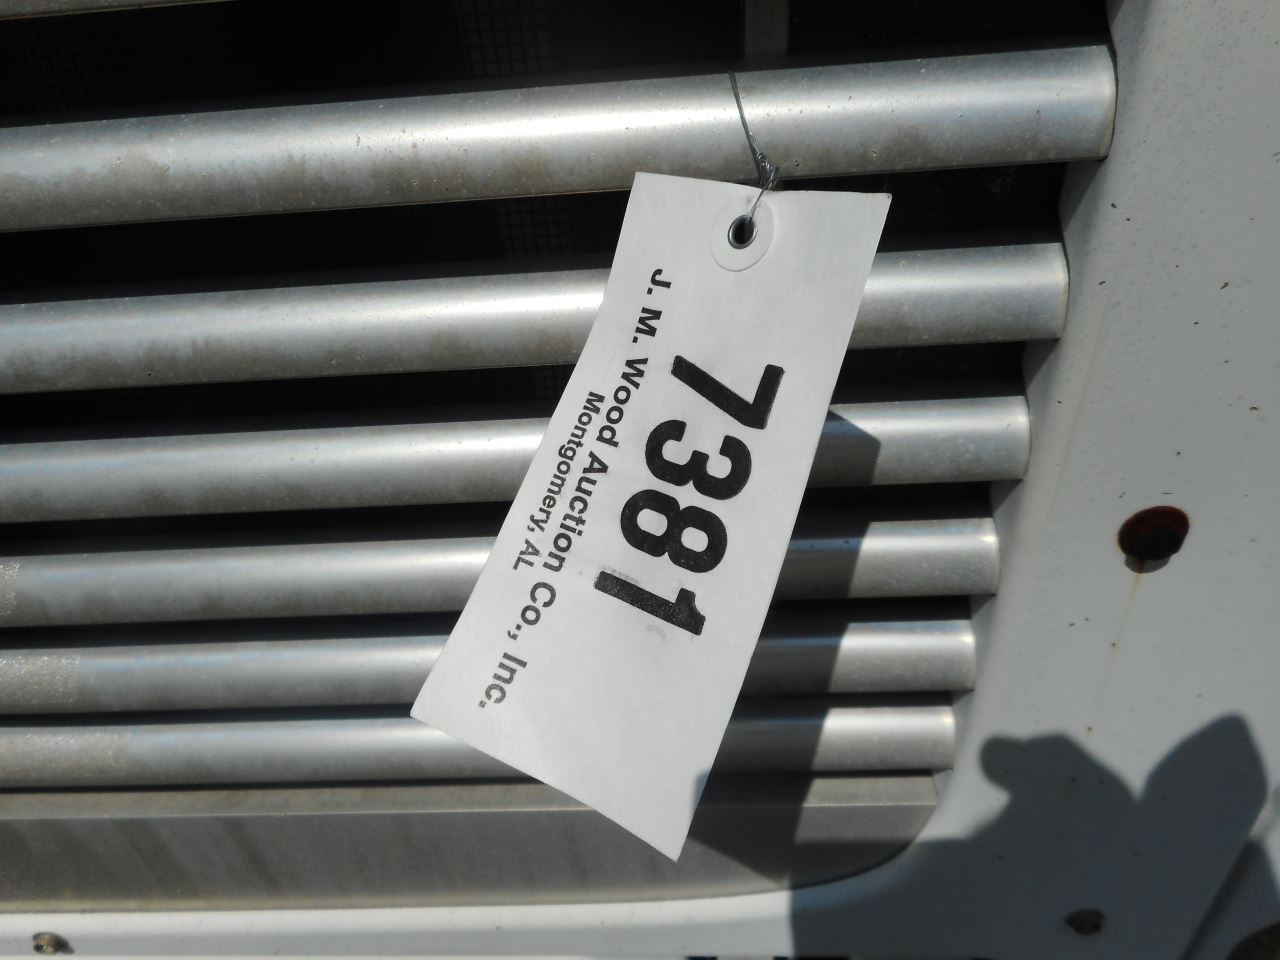 7381
J. M. Wood Auction Co., Inc.
Montgomery, AL